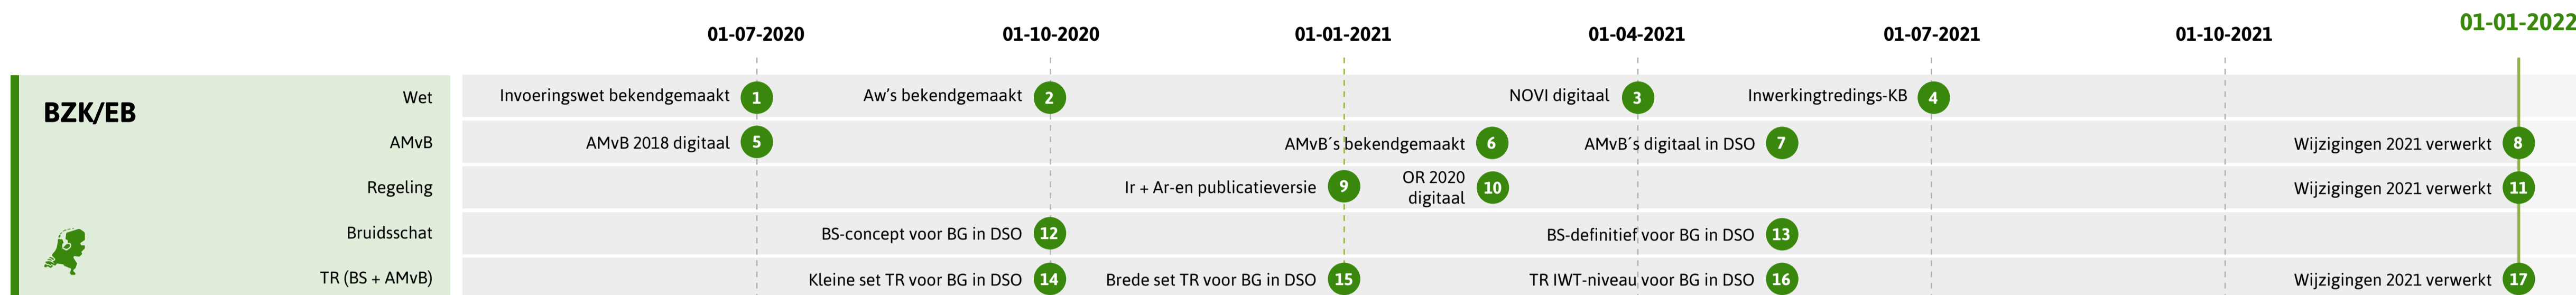 01-07-2020 01-10-2020 01-01-2021 01-04-2021 01-07-2021 01-10-2021 01-01-2022
BZK/EB
Wet Invoeringswet bekendgemaakt 1 Aw's bekendgemaakt 2 NOVI digitaal 3 Inwerkingtredings-KB 4
AMvB AMvB 2018 digitaal 5 AMvB´s bekendgemaakt 6 AMvB´s digitaal in DSO 7 Wijzigingen 2021 verwerkt 8
Regeling Ir + Ar-en publicatieversie 9 OR 2020
digitaal 10 Wijzigingen 2021 verwerkt 11
Bruidsschat BS-concept voor BG in DSO 12 BS-definitief voor BG in DSO 13
TR (BS + AMvB) Kleine set TR voor BG in DSO 14 Brede set TR voor BG in DSO 15 TR IWT-niveau voor BG in DSO 16 Wijzigingen 2021 verwerkt 17